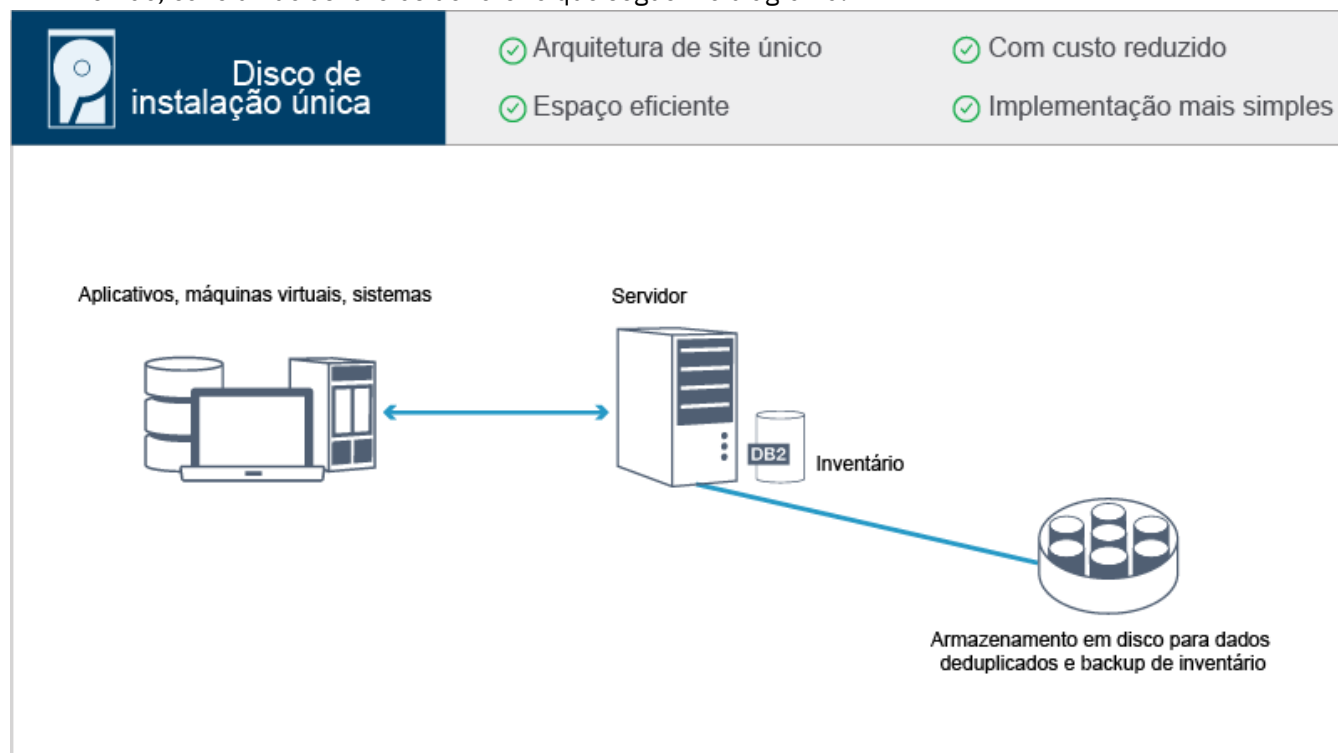 Disco de
instalação única
Arquitetura de site único
Com custo reduzido
Espaço eficiente
Implementação mais simples
Aplicativos, máquinas virtuais, sistemas
Servidor
DB2
Inventário
Armazenamento em disco para dados
deduplicados e backup de inventário